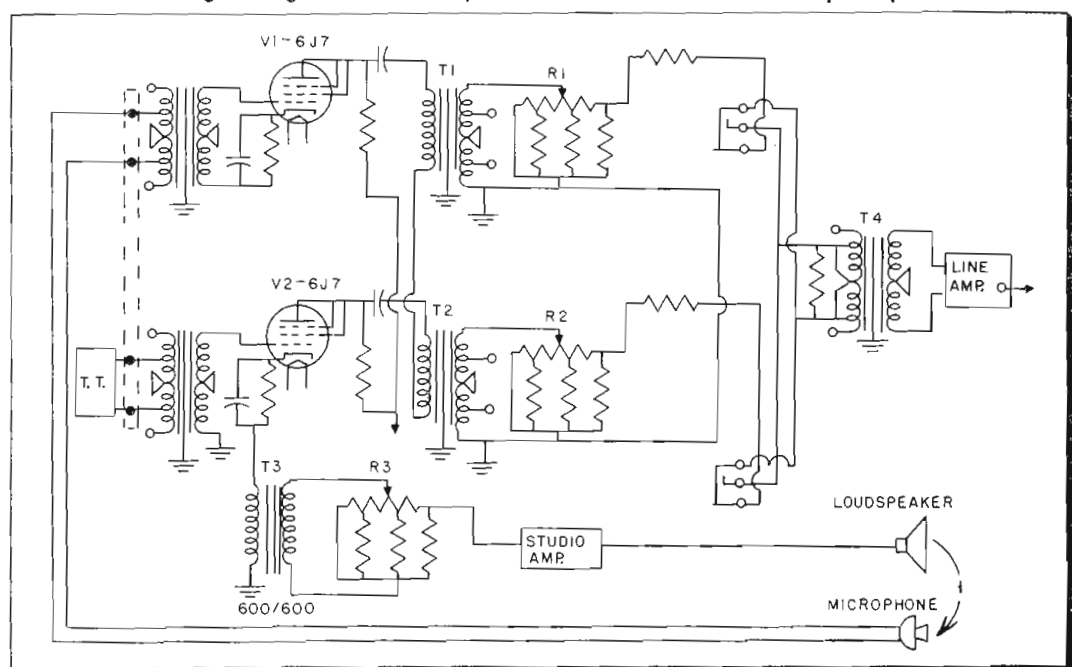 V1-6J7
T1
R1
V2-6J7
T2
R2
T4
LINE
AMP.
T.T.
T3
R3
STUDIO
AMP.
LOUDSPEAKER
MICROPHONE
600/600